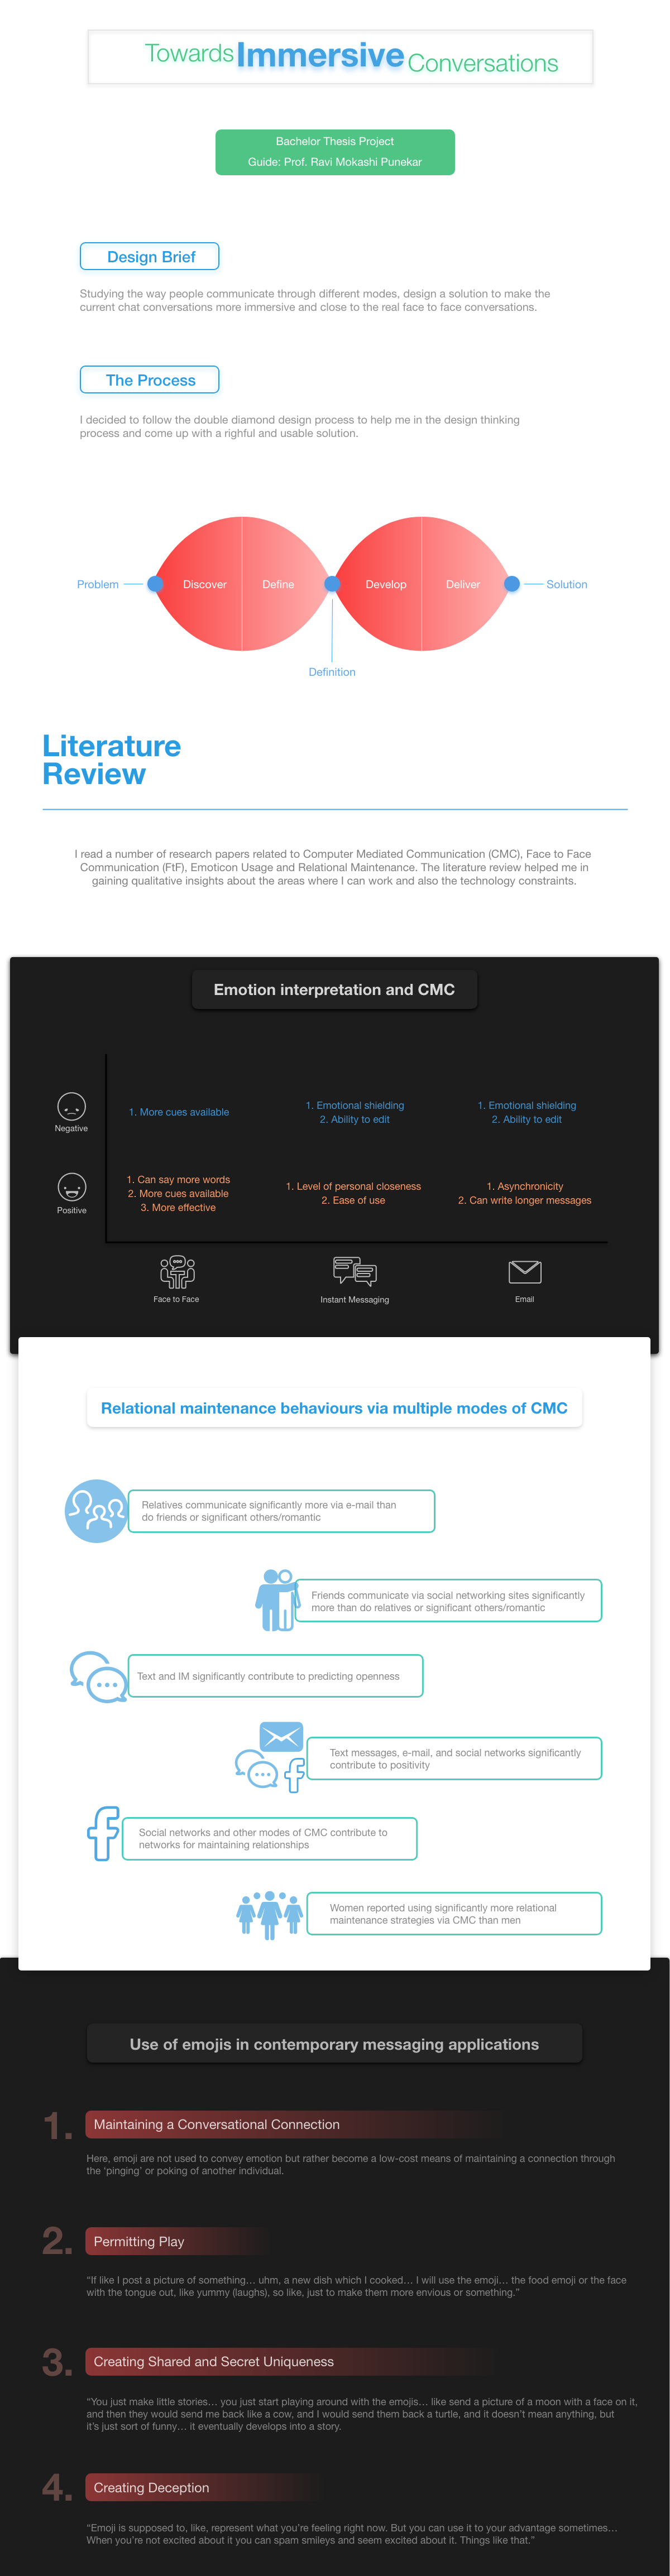 Towards Immersive Conversations
Bachelor Thesis Project
Guide: Prof. Ravi Mokashi Punekar
Design Brief
Studying the way people communicate through different modes, design a solution to make the
current chat conversations more immersive and close to the real face to face conversations.
The Process
I decided to follow the double diamond design process to help me in the design thinking
process and come up with a righful and usable solution.
Problem
Discover
Define
Develop
Deliver
Solution
Definition
Literature
Review
I read a number of research papers related to Computer Mediated Communication (CMC), Face to Face
Communication (FtF), Emoticon Usage and Relational Maintenance. The literature review helped me in
gaining qualitative insights about the areas where I can work and also the technology constraints.
Emotion interpretation and CMC
Negative
1. More cues available
1. Emotional shielding
2. Ability to edit
1. Emotional shielding
2. Ability to edit
Positive
1. Can say more words
2. More cues available
3. More effective
1. Level of personal closeness
2. Ease of use
1. Asynchronicity
2. Can write longer messages
Face to Face
Instant Messaging
Email
Relational maintenance behaviours via multiple modes of CMC
Relatives communicate significantly more via e-mail than
do friends or significant others/romantic
Friends communicate via social networking sites significantly
more than do relatives or significant others/romantic
Text and IM significantly contribute to predicting openness
Text messages, e-mail, and social networks significantly
contribute to positivity
Social networks and other modes of CMC contribute to
networks for maintaining relationships
Women reported using significantly more relational
maintenance strategies via CMC than men
Use of emojis in contemporary messaging applications
1. Maintaining a Conversational Connection
Here, emoji are not used to convey emotion but rather become a low-cost means of maintaining a connection through
the ‘pinging’ or poking of another individual.
2. Permitting Play
“If like I post a picture of something… uhm, a new dish which I cooked… I will use the emoji… the food emoji or the face
with the tongue out, like yummy (laughs), so like, just to make them more envious or something.”
3. Creating Shared and Secret Uniqueness
“You just make little stories… you just start playing around with the emojis… like send a picture of a moon with a face on it,
and then they would send me back like a cow, and I would send them back a turtle, and it doesn’t mean anything, but
it’s just sort of funny… it eventually develops into a story.
4. Creating Deception
“Emoji is supposed to, like, represent what you’re feeling right now. But you can use it to your advantage sometimes…
When you’re not excited about it you can spam smileys and seem excited about it. Things like that.”